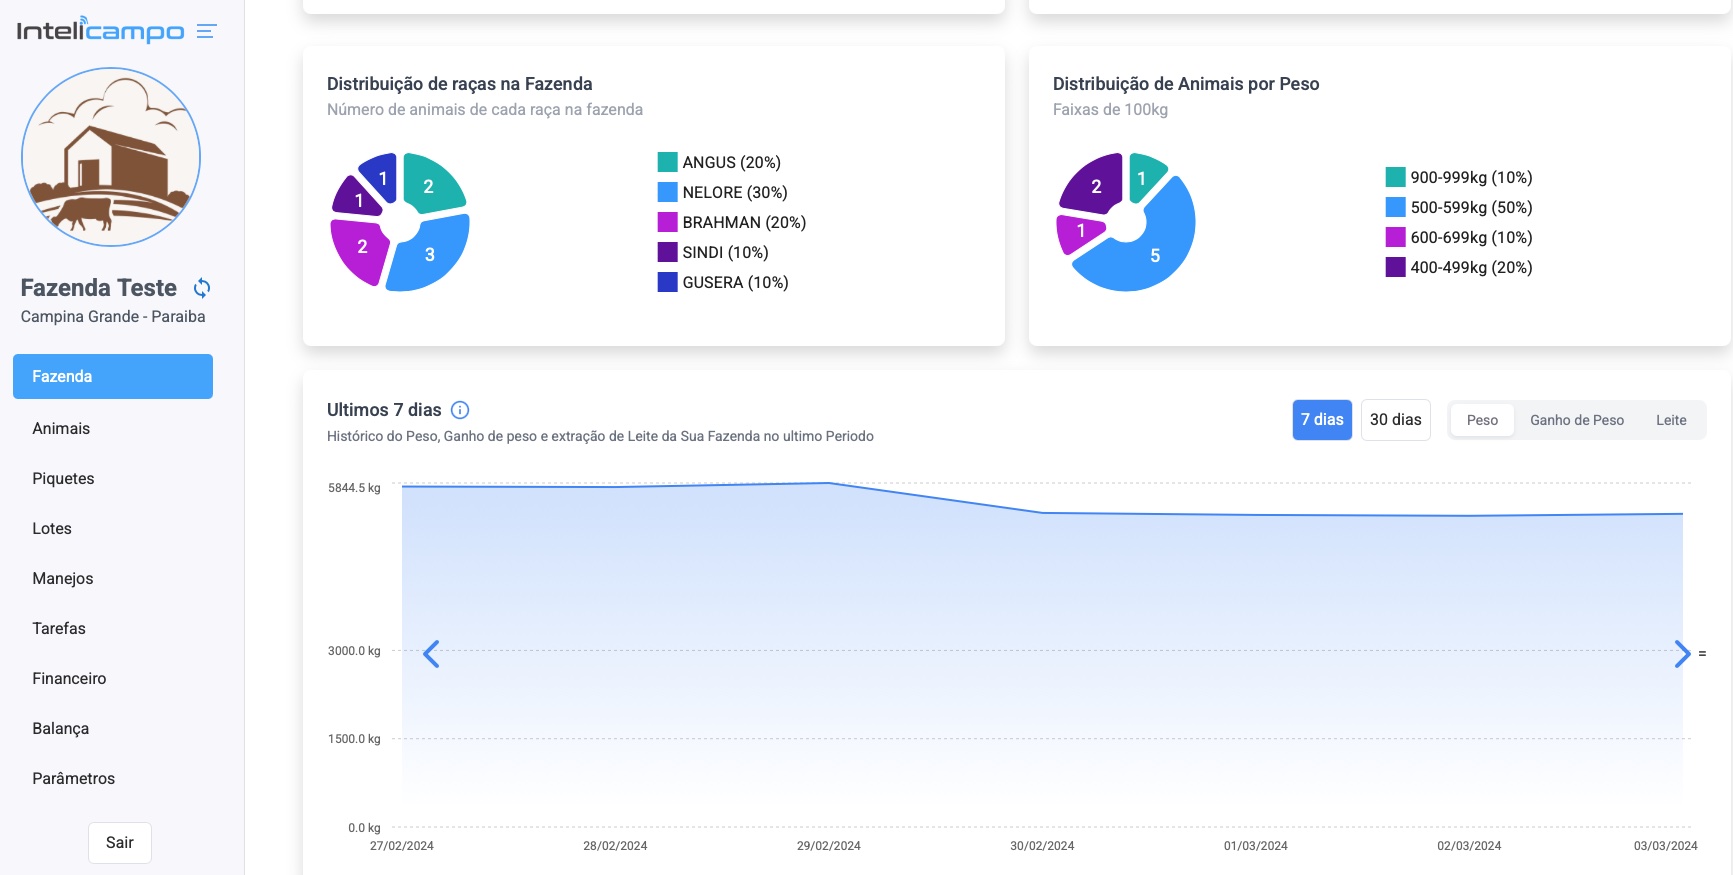 Intelicampo
Fazenda Teste
Campina Grande - Paraiba
Fazenda
Animais
Piquetes
Lotes
Manejos
Tarefas
Financeiro
Balança
Parâmetros
Sair
Distribuição de raças na Fazenda
Número de animais de cada raça na fazenda
1
2
1
2
3
ANGUS (20%)
NELORE (30%)
BRAHMAN (20%)
SINDI (10%)
GUSERA (10%)
Distribuição de Animais por Peso
Faixas de 100kg
2
1
1
5
900-999kg (10%)
500-599kg (50%)
600-699kg (10%)
400-499kg (20%)
Ultimos 7 dias
Histórico do Peso, Ganho de peso e extração de Leite da Sua Fazenda no ultimo Periodo
7 dias
30 dias
Peso
Ganho de Peso
Leite
5844.5 kg
3000.0 kg
=
1500.0 kg
0.0 kg
27/02/2024
28/02/2024
29/02/2024
30/02/2024
01/03/2024
02/03/2024
03/03/2024